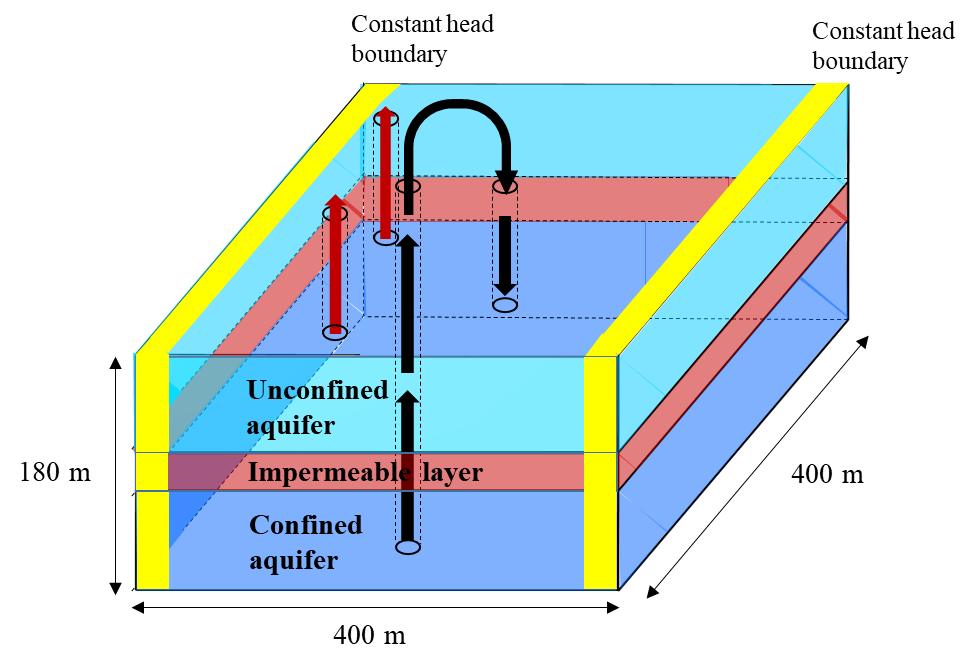 Constant head
boundary
Constant head
boundary
Unconfined
aquifer
180 m
Impermeable layer
400 m
Confined
aquifer
400 m